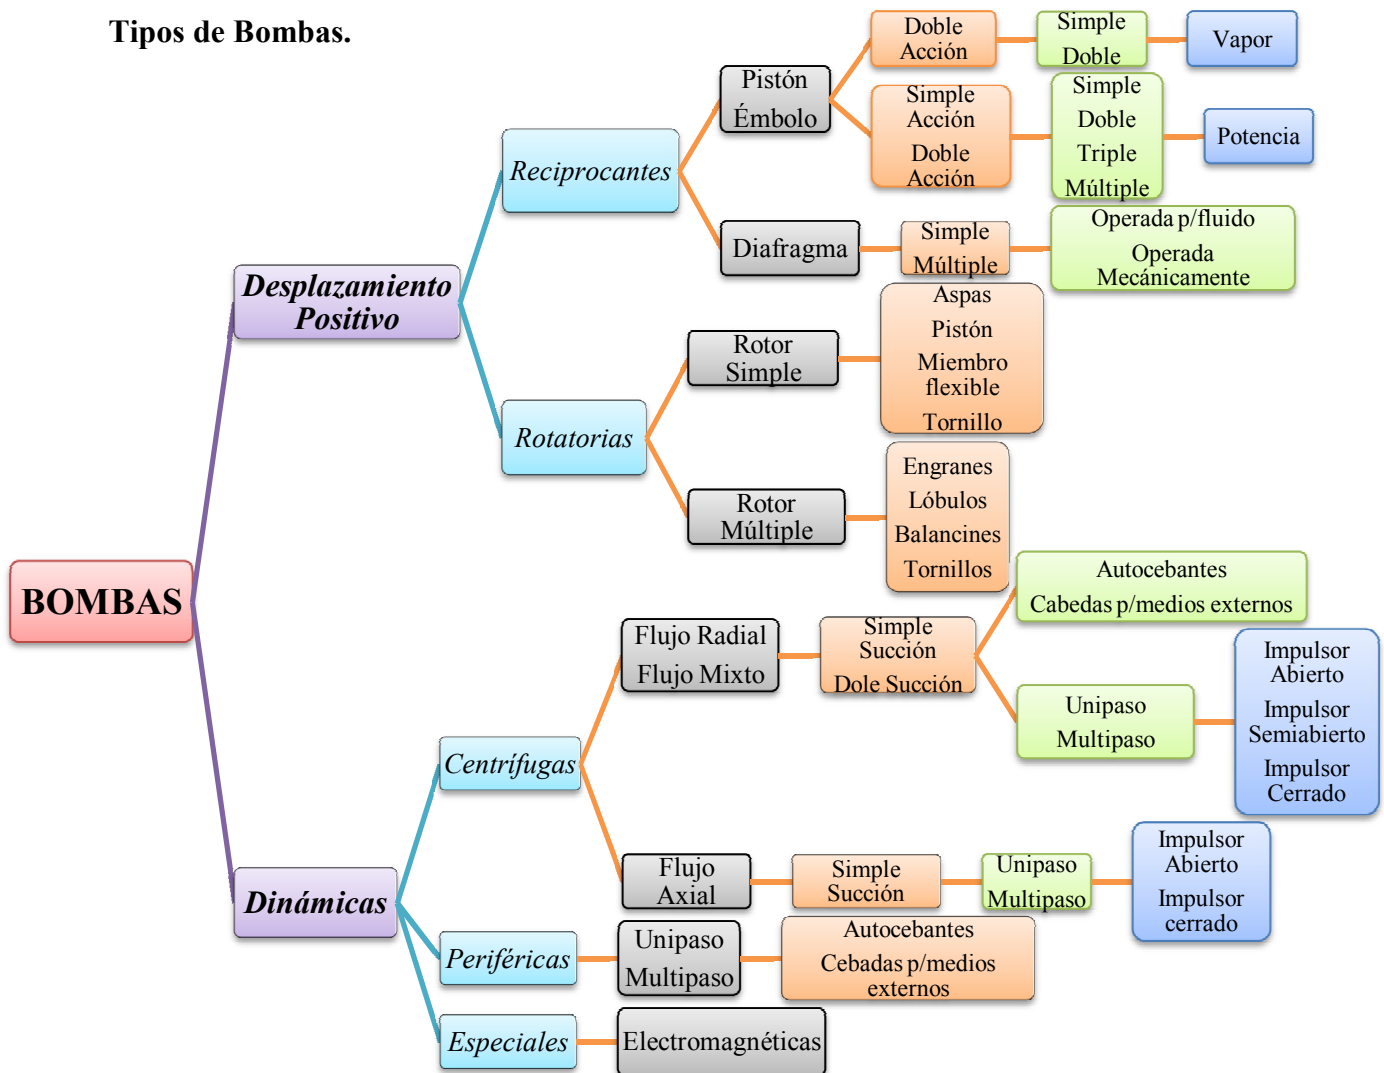 Tipos de Bombas.
BOMBAS
Desplazamiento
Positivo
Reciprocantes
Pistón
Émbolo
Doble
Acción
Simple
Doble
Vapor
Simple
Acción
Doble
Acción
Simple
Doble
Triple
Múltiple
Potencia
Diafragma
Simple
Múltiple
Operada p/fluido
Operada
Mecánicamente
Rotatorias
Rotor
Simple
Aspas
Pistón
Miembro
flexible
Tornillo
Rotor
Múltiple
Engranes
Lóbulos
Balancines
Tornillos
Dinámicas
Centrífugas
Flujo Radial
Flujo Mixto
Simple
Succión
Dole Succión
Autocebantes
Cabedas p/medios externos
Unipaso
Multipaso
Impulsor
Abierto
Impulsor
Semiabierto
Impulsor
Cerrado
Flujo
Axial
Simple
Succión
Unipaso
Multipaso
Impulsor
Abierto
Impulsor
cerrado
Periféricas
Unipaso
Multipaso
Autocebantes
Cebadas p/medios
externos
Especiales
Electromagnéticas